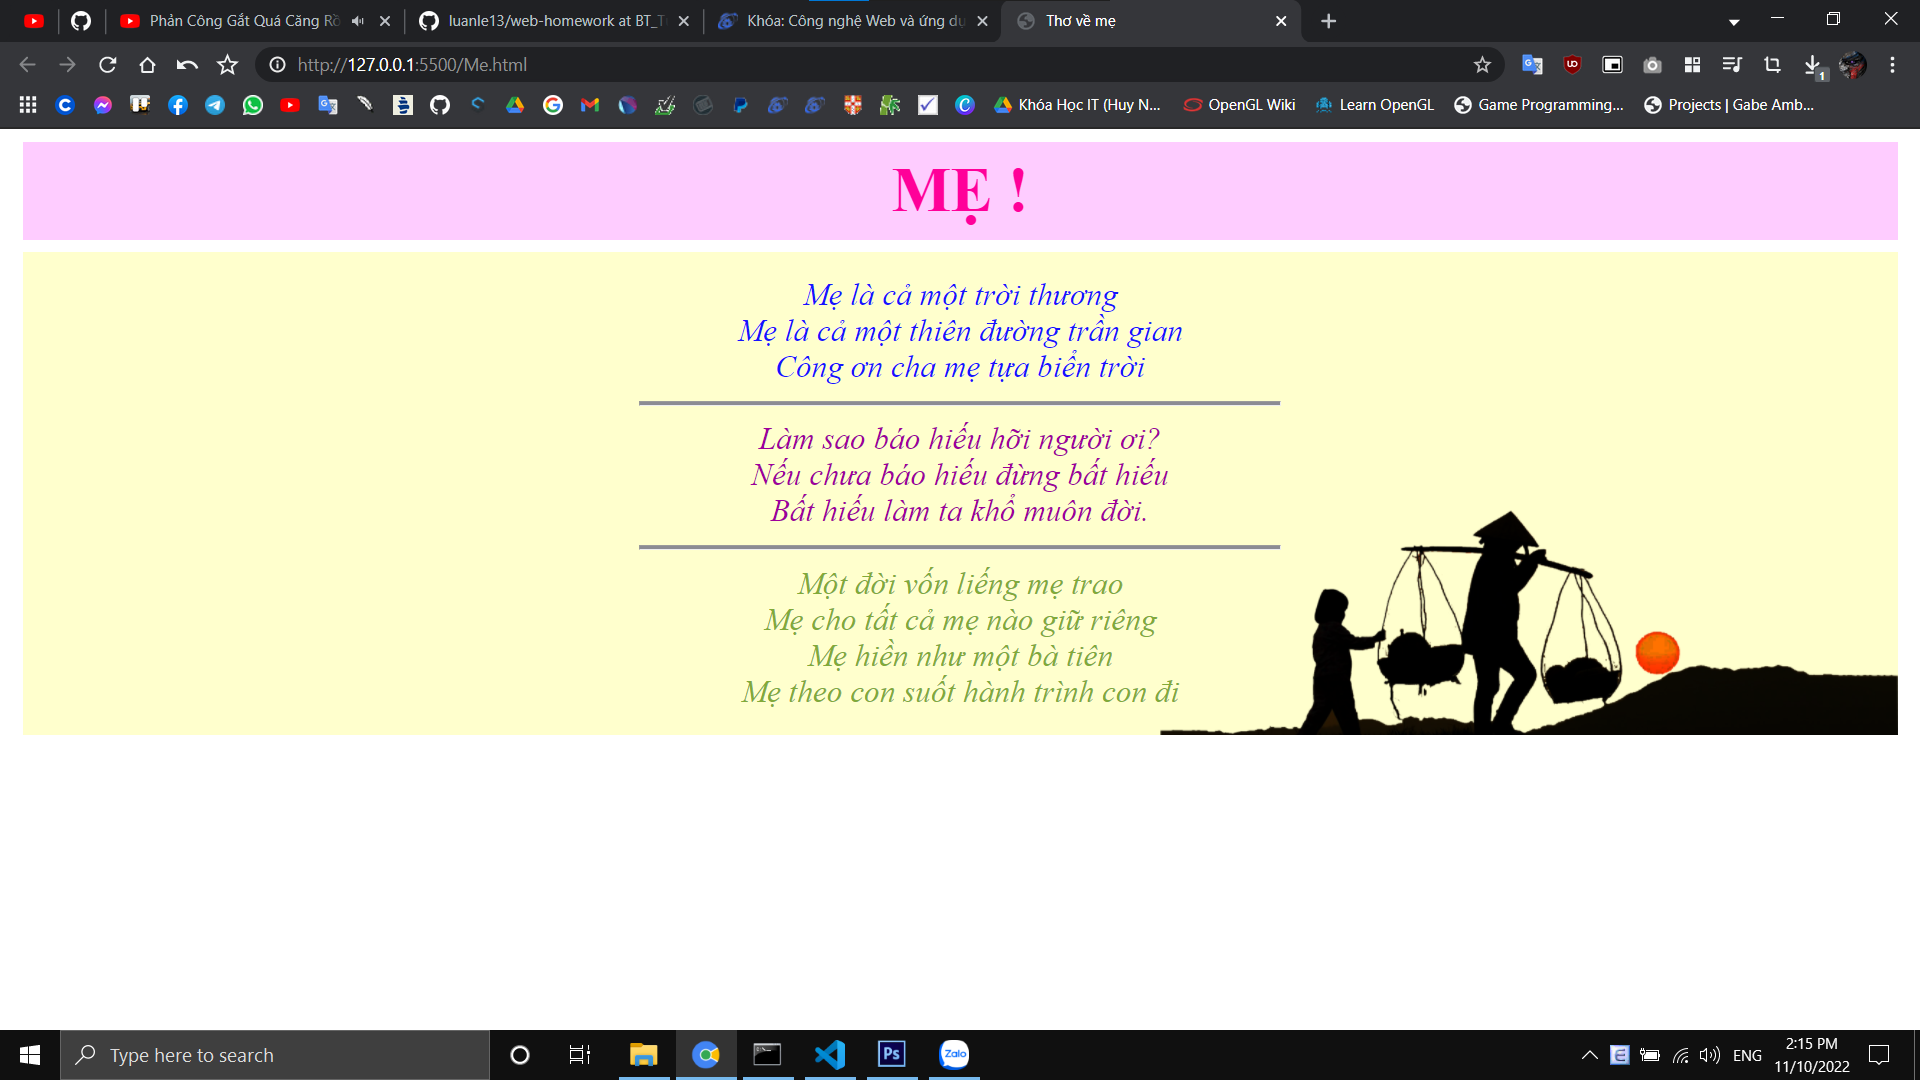 Phản Công Gắt Quá Căng Rồ
luanle13/web-homework at BT_T
Khóa: Công nghệ Web và ứng dụ
Thơ về mẹ
http://127.0.0.1:5500/Me.html
1
Khóa Học IT (Huy N...
OpenGL Wiki
Learn OpenGL
Game Programming...
Projects | Gabe Amb...
MẸ !
Mẹ là cả một trời thương
Mẹ là cả một thiên đường trần gian
Công ơn cha mẹ tựa biển trời
Làm sao báo hiếu hỡi người ơi?
Nếu chưa báo hiếu đừng bất hiếu
Bất hiếu làm ta khổ muôn đời.
Một đời vốn liếng mẹ trao
Mẹ cho tất cả mẹ nào giữ riêng
Mẹ hiền như một bà tiên
Mẹ theo con suốt hành trình con đi
Type here to search
Ps
Zalo
E
ENG
2:15 PM
11/10/2022